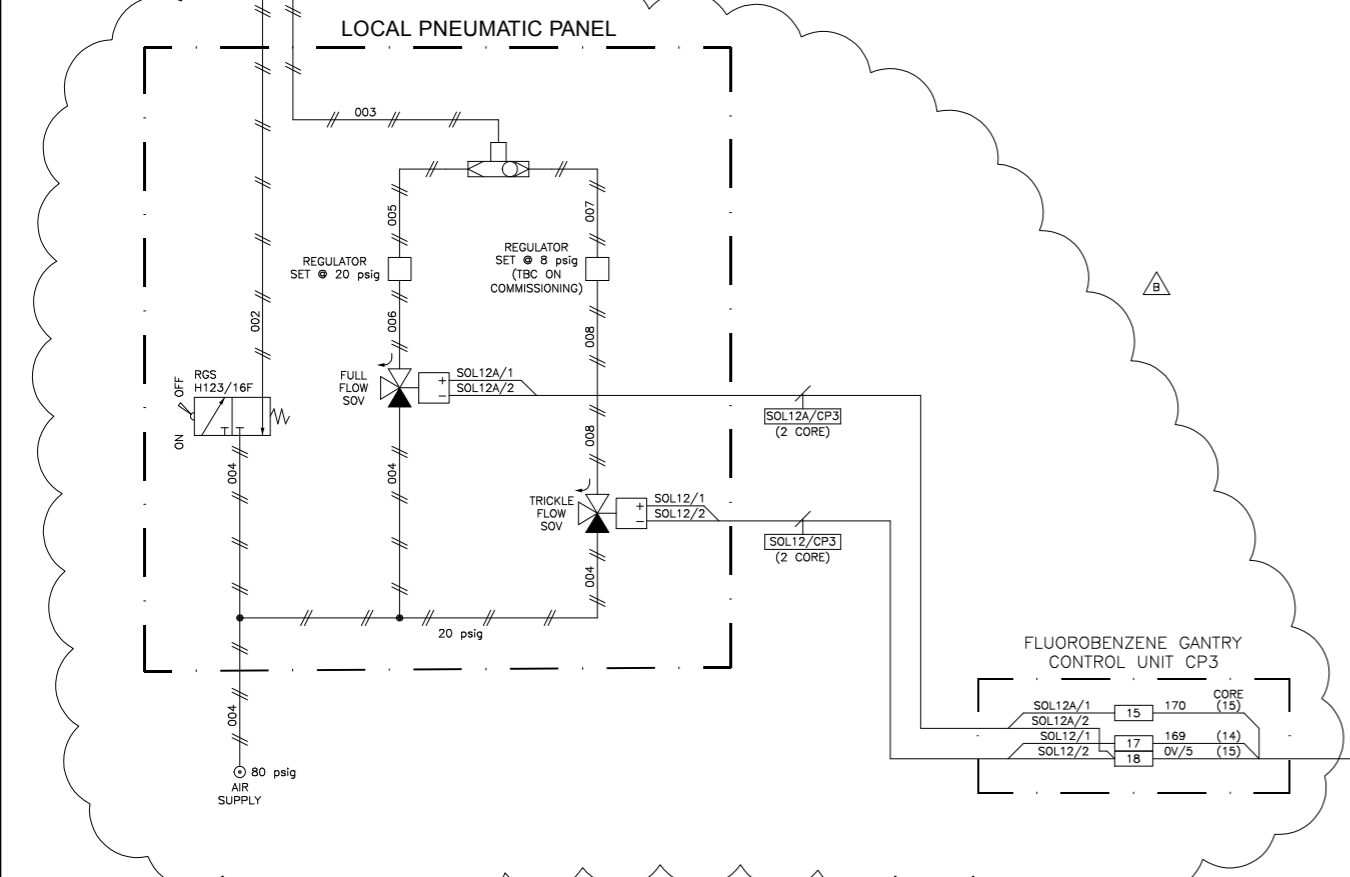 LOCAL PNEUMATIC PANEL
003
005
007
REGULATOR
SET @ 20 psig
REGULATOR
SET @ 8 psig
(TBC ON
COMMISSIONING)
B
002
006
008
RGS
H123/16F
OFF
ON
FULL
FLOW
SOV
+
-
SOL12A/1
SOL12A/2
SOL12A/CP3
(2 CORE)
004
004
008
TRICKLE
FLOW
SOV
+
-
SOL12/1
SOL12/2
SOL12/CP3
(2 CORE)
004
20 psig
004
80 psig
AIR
SUPPLY
FLUOROBENZENE GANTRY
CONTROL UNIT CP3
CORE
SOL12A/1 15 170 (15)
SOL12A/2
SOL12/1 17 169 (14)
SOL12/2 18 0V/5 (15)